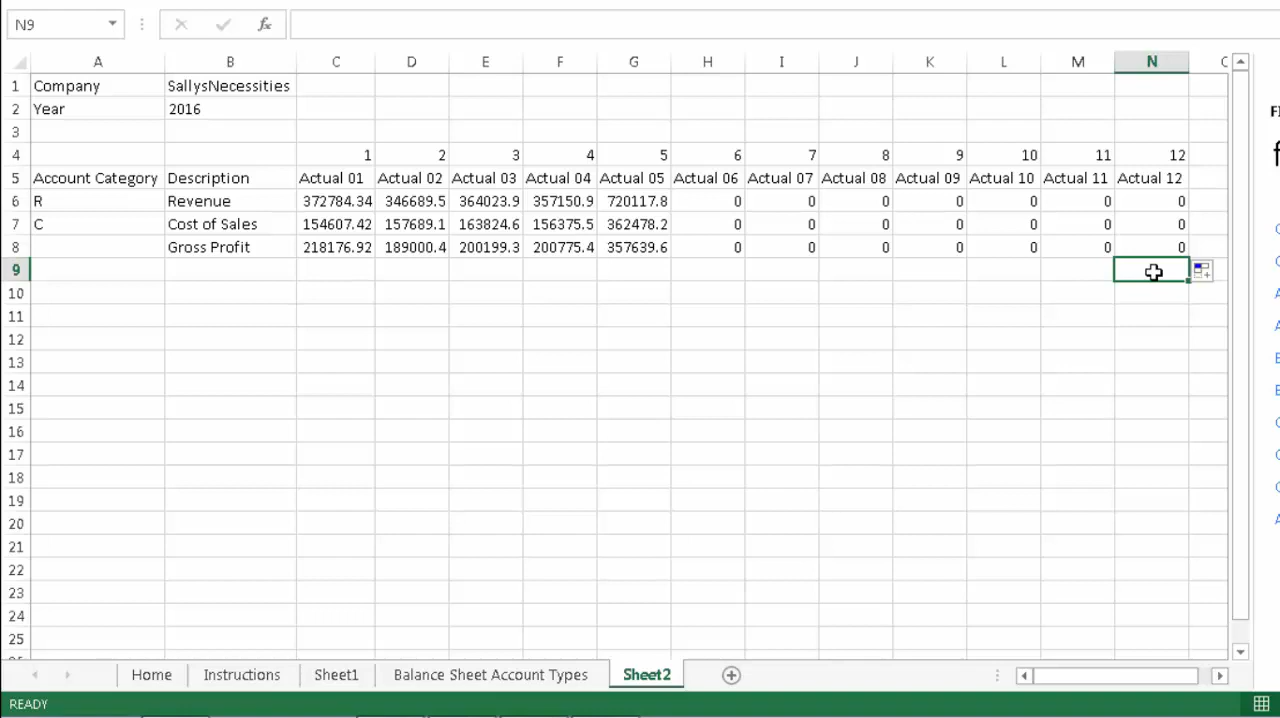 N9 fx
A B C D E F G H I J K L M N
1 Company SallysNecessities
2 Year 2016
3
4 1 2 3 4 5 6 7 8 9 10 11 12
5 Account Category Description Actual 01 Actual 02 Actual 03 Actual 04 Actual 05 Actual 06 Actual 07 Actual 08 Actual 09 Actual 10 Actual 11 Actual 12
6 R Revenue 372784.34 346689.5 364023.9 357150.9 720117.8 0 0 0 0 0 0 0
7 C Cost of Sales 154607.42 157689.1 163824.6 156375.5 362478.2 0 0 0 0 0 0 0
8 Gross Profit 218176.92 189000.4 200199.3 200775.4 357639.6 0 0 0 0 0 0 0
9
10
11
12
13
14
15
16
17
18
19
20
21
22
23
24
25
Home Instructions Sheet1 Balance Sheet Account Types Sheet2
READY